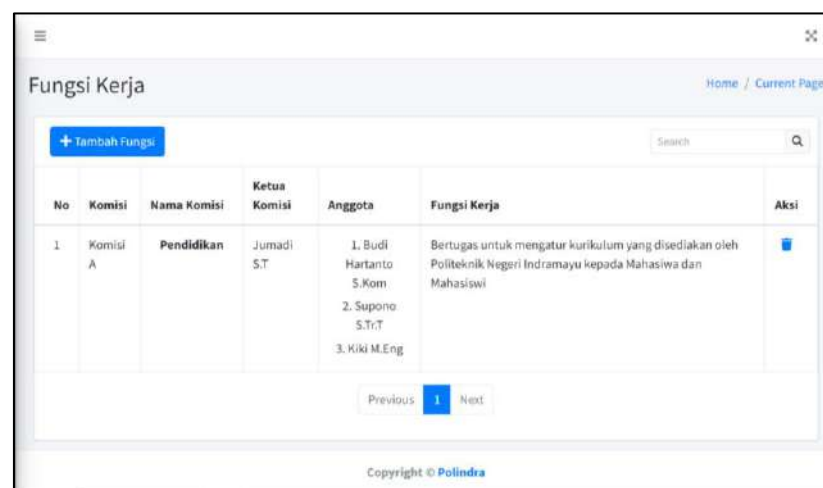 Fungsi Kerja
Home / Current Page
Tambah Fungsi
Search
No Komisi Nama Komisi Ketua Komisi Anggota Fungsi Kerja Aksi
1 Komisi A Pendidikan Jumadi S.T
1. Budi Hartanto S.Kom
2. Supono S.Tr.T
3. Kiki M.Eng
Bertugas untuk mengatur kurikulum yang disediakan oleh
Politeknik Negeri Indramayu kepada Mahasiwa dan
Mahasiswi
Previous 1 Next
Copyright © Polindra